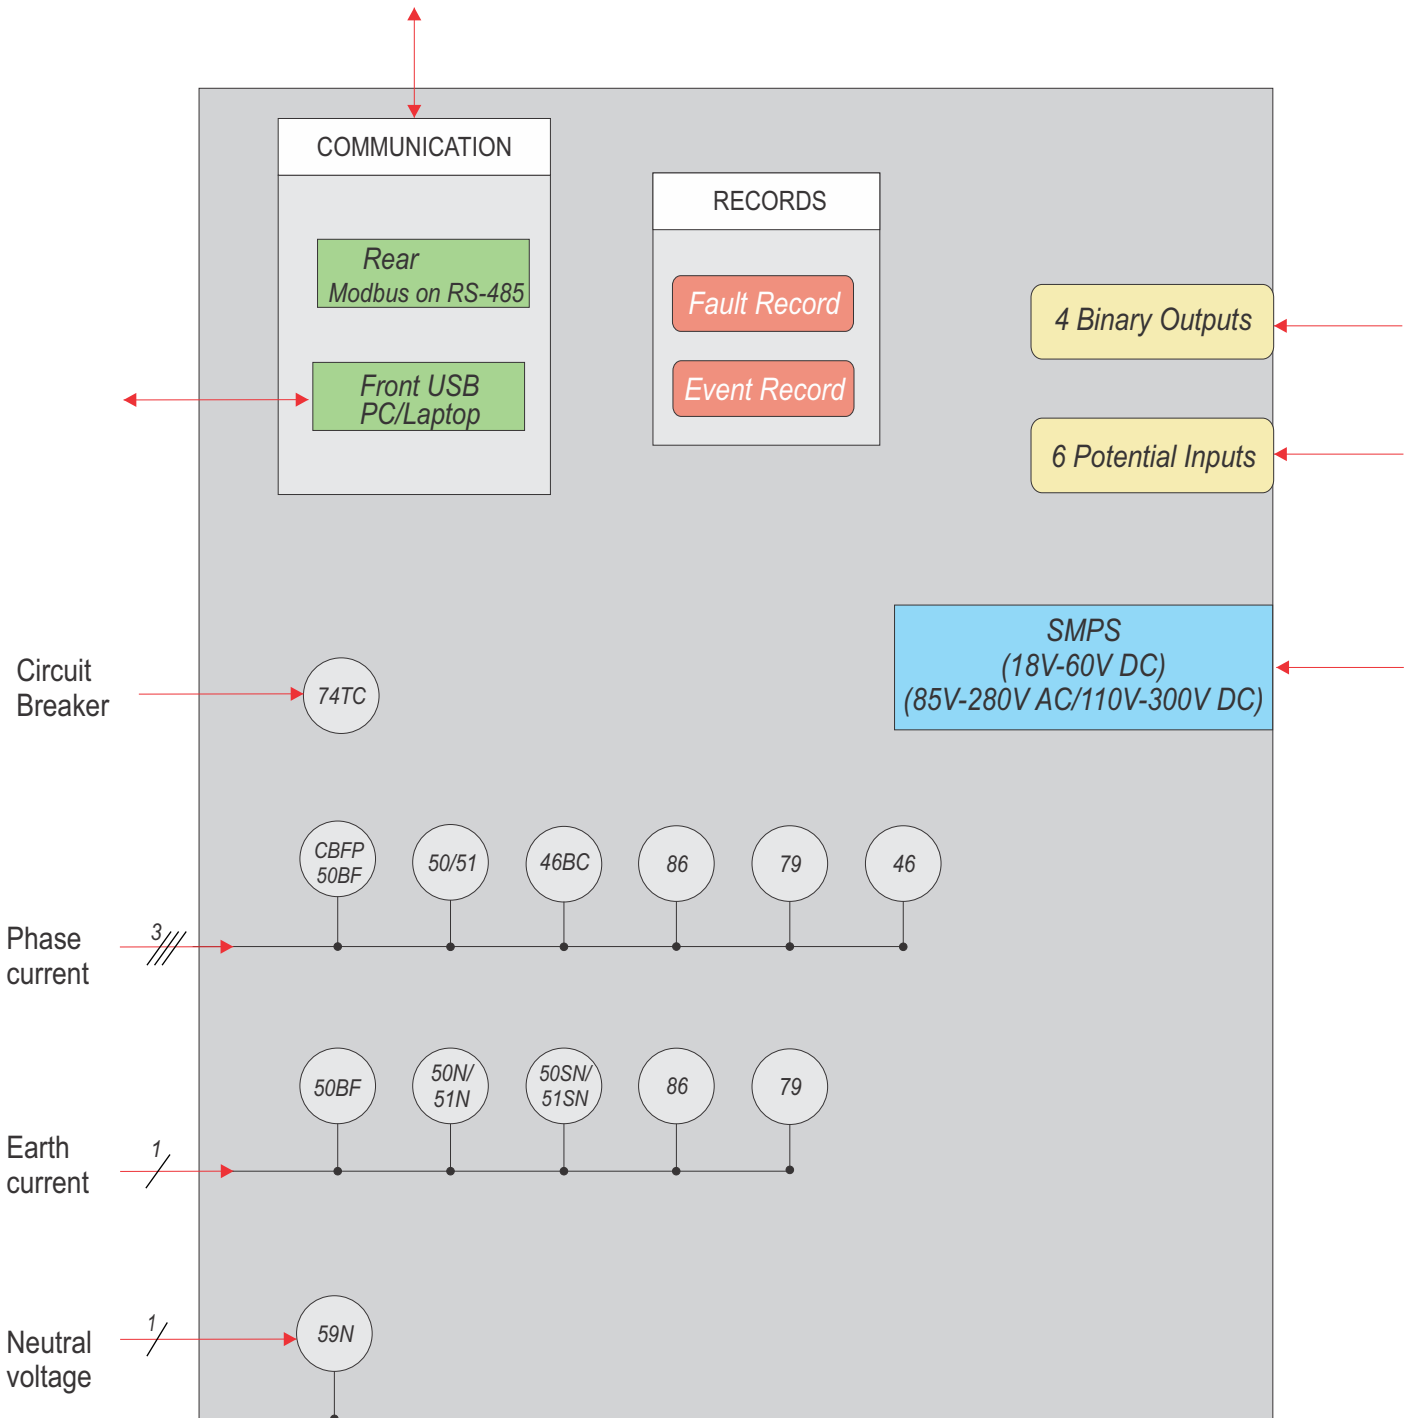 COMMUNICATION
Rear
Modbus on RS-485
Front USB
PC/Laptop
RECORDS
Fault Record
Event Record
4 Binary Outputs
6 Potential Inputs
SMPS
(18V-60V DC)
(85V-280V AC/110V-300V DC)
Circuit
Breaker
74TC
Phase
current
3
CBFP
50BF
50/51
46BC
86
79
46
Earth
current
1
50BF
50N/
51N
50SN/
51SN
86
79
Neutral
voltage
1
59N